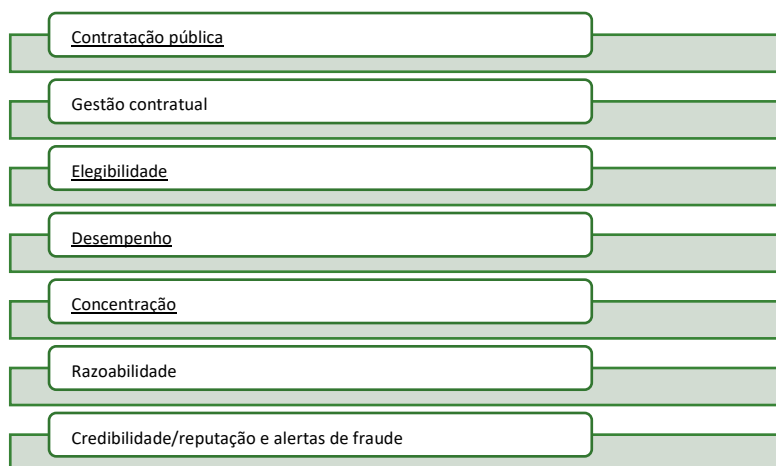 Contratação pública
Gestão contratual
Elegibilidade
Desempenho
Concentração
Razoabilidade
Credibilidade/reputação e alertas de fraude